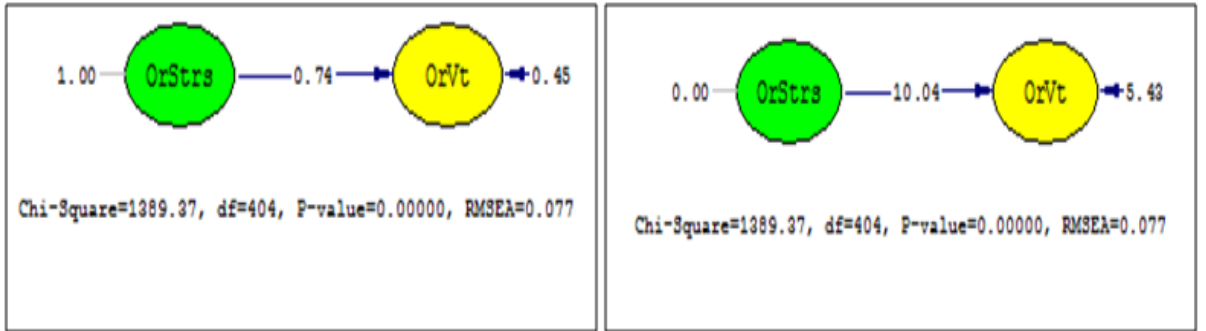 1.00 OrStrs 0.74 OrVt 0.45
Chi-Square=1389.37, df=404, P-value=0.00000, RMSEA=0.077
0.00 OrStrs 10.04 OrVt 5.43
Chi-Square=1389.37, df=404, P-value=0.00000, RMSEA=0.077